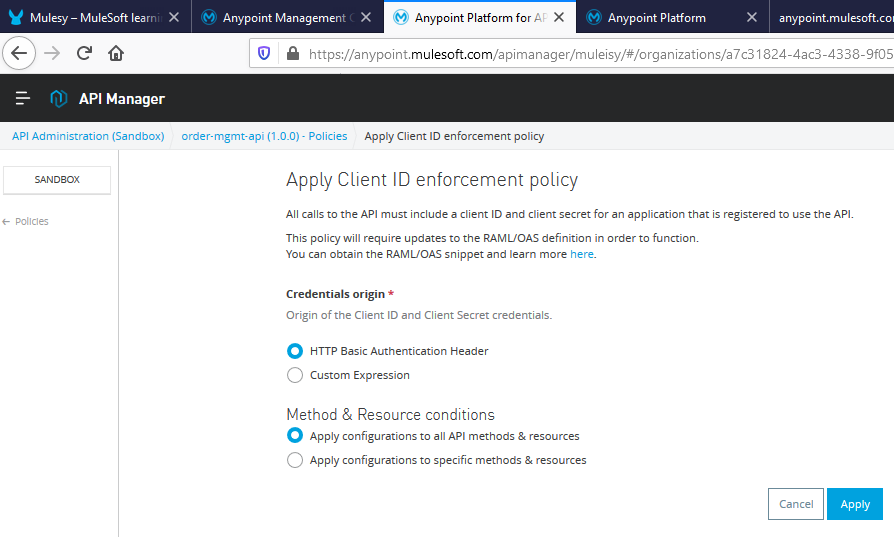 Mulesy – MuleSoft learni
Anypoint Management C
Anypoint Platform for AP
Anypoint Platform
anypoint.mulesoft.co
https://anypoint.mulesoft.com/apimanager/muleisy/#/organizations/a7c31824-4ac3-4338-9f05
API Manager
API Administration (Sandbox)
order-mgmt-api (1.0.0) - Policies
Apply Client ID enforcement policy
SANDBOX
← Policies
Apply Client ID enforcement policy
All calls to the API must include a client ID and client secret for an application that is registered to use the API.
This policy will require updates to the RAML/OAS definition in order to function.
You can obtain the RAML/OAS snippet and learn more here.
Credentials origin *
Origin of the Client ID and Client Secret credentials.
HTTP Basic Authentication Header
Custom Expression
Method & Resource conditions
Apply configurations to all API methods & resources
Apply configurations to specific methods & resources
Cancel
Apply